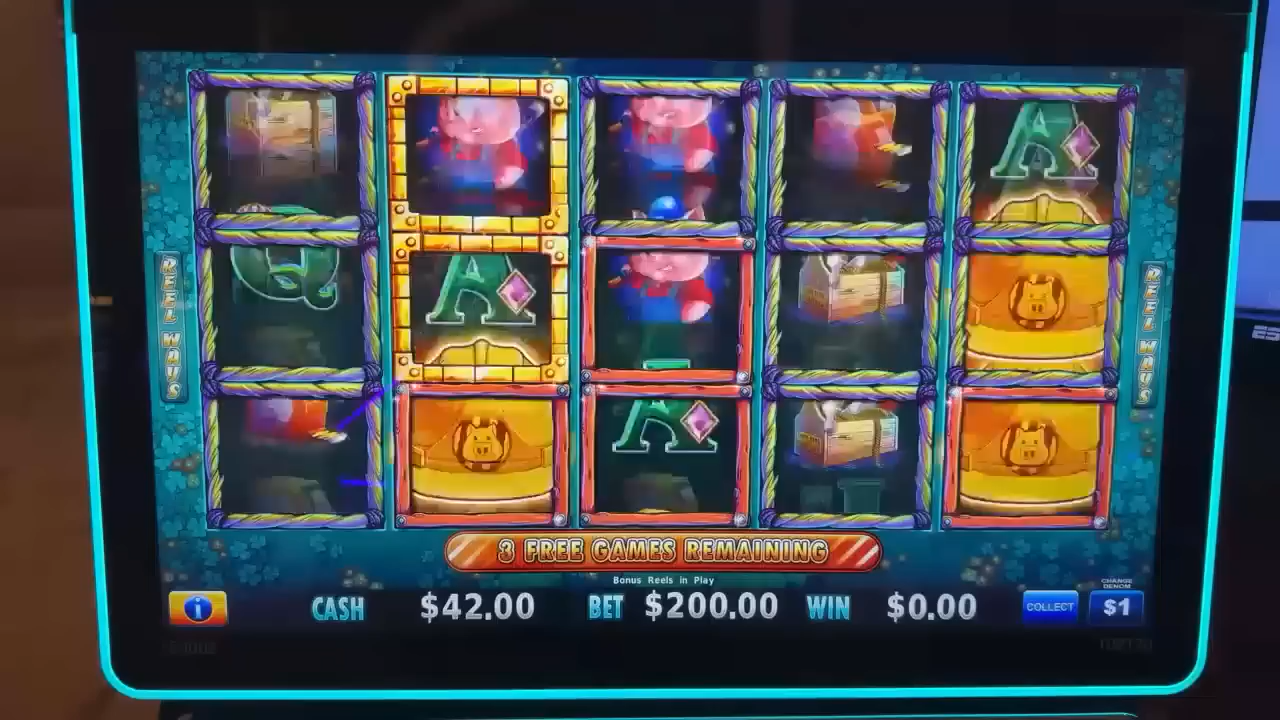 A
REEL WAYS
Q
A
REEL WAYS
A
3 FREE GAMES REMAINING
Bonus Reels in Play
CHANGE DENOM
i CASH $42.00 BET $200.00 WIN $0.00 COLLECT $1